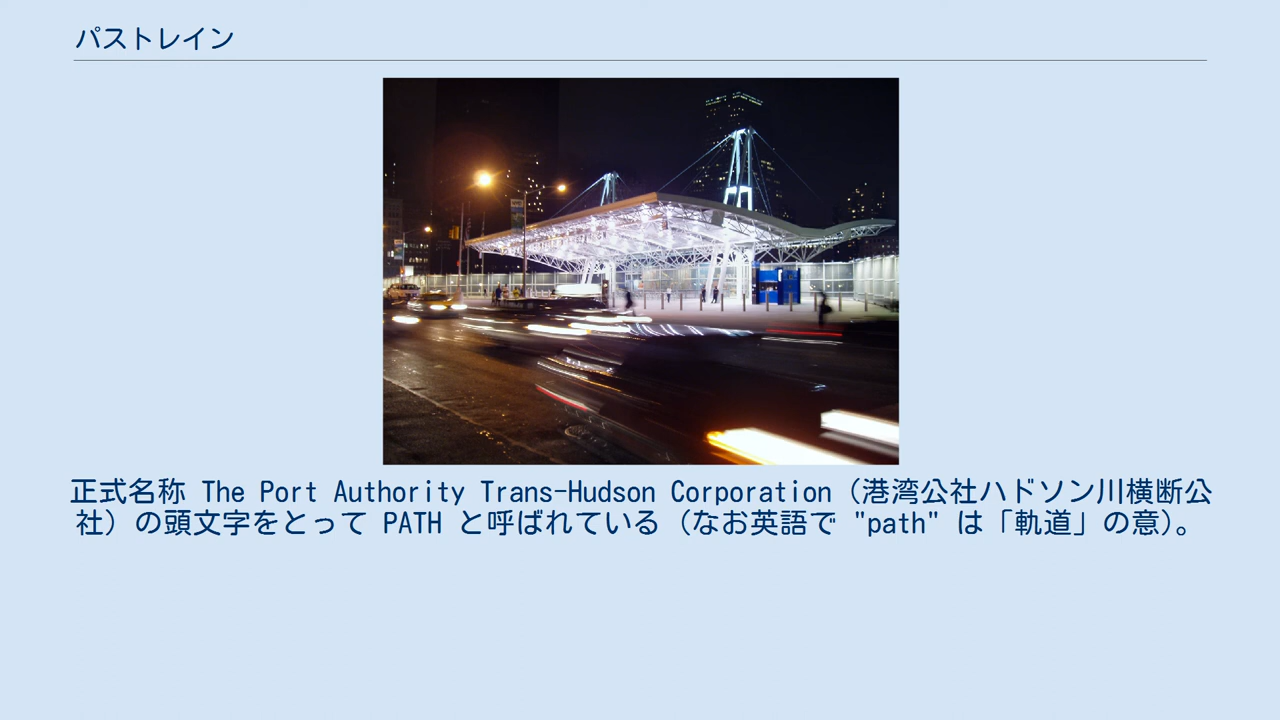 パストレイン
正式名称 The Port Authority Trans-Hudson Corporation（港湾公社ハドソン川横断公
社）の頭文字をとって PATH と呼ばれている（なお英語で "path" は「軌道」の意）。